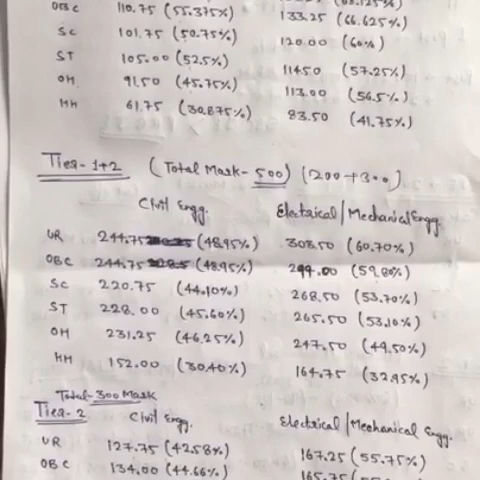 OBC 110.75 (55.375%) 133.25 (66.625%)
SC 101.75 (50.75%) 120.00 (60%)
ST 105.00 (52.5%) 114.50 (57.25%)
OH 91.50 (45.75%) 113.00 (56.5%)
HH 61.75 (30.875%) 83.50 (41.75%)
Tier-1+2 (Total Mark-500) (200+300)
Civil Engg. Electrical/Mechanical Engg.
UR 244.75 (48.95%) 303.50 (60.70%)
OBC 244.75 (48.95%) 299.00 (59.80%)
SC 220.75 (44.10%) 268.50 (53.70%)
ST 228.00 (45.60%) 265.50 (53.10%)
OH 231.25 (46.25%) 247.50 (49.50%)
HH 152.00 (30.40%) 164.75 (32.95%)
Total-300 Mark
Tier-2 Civil Engg. Electrical/Mechanical Engg.
UR 127.75 (42.58%) 167.25 (55.75%)
OBC 134.00 (44.66%) 165.75